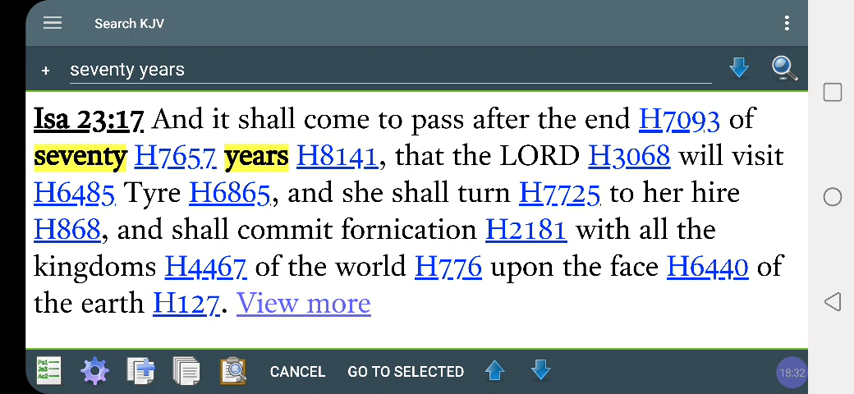 Search KJV
+ seventy years
Isa 23:17 And it shall come to pass after the end H7093 of
seventy H7657 years H8141, that the LORD H3068 will visit
H6485 Tyre H6865, and she shall turn H7725 to her hire
H868, and shall commit fornication H2181 with all the
kingdoms H4467 of the world H776 upon the face H6440 of
the earth H127. View more
CANCEL GO TO SELECTED
18:32